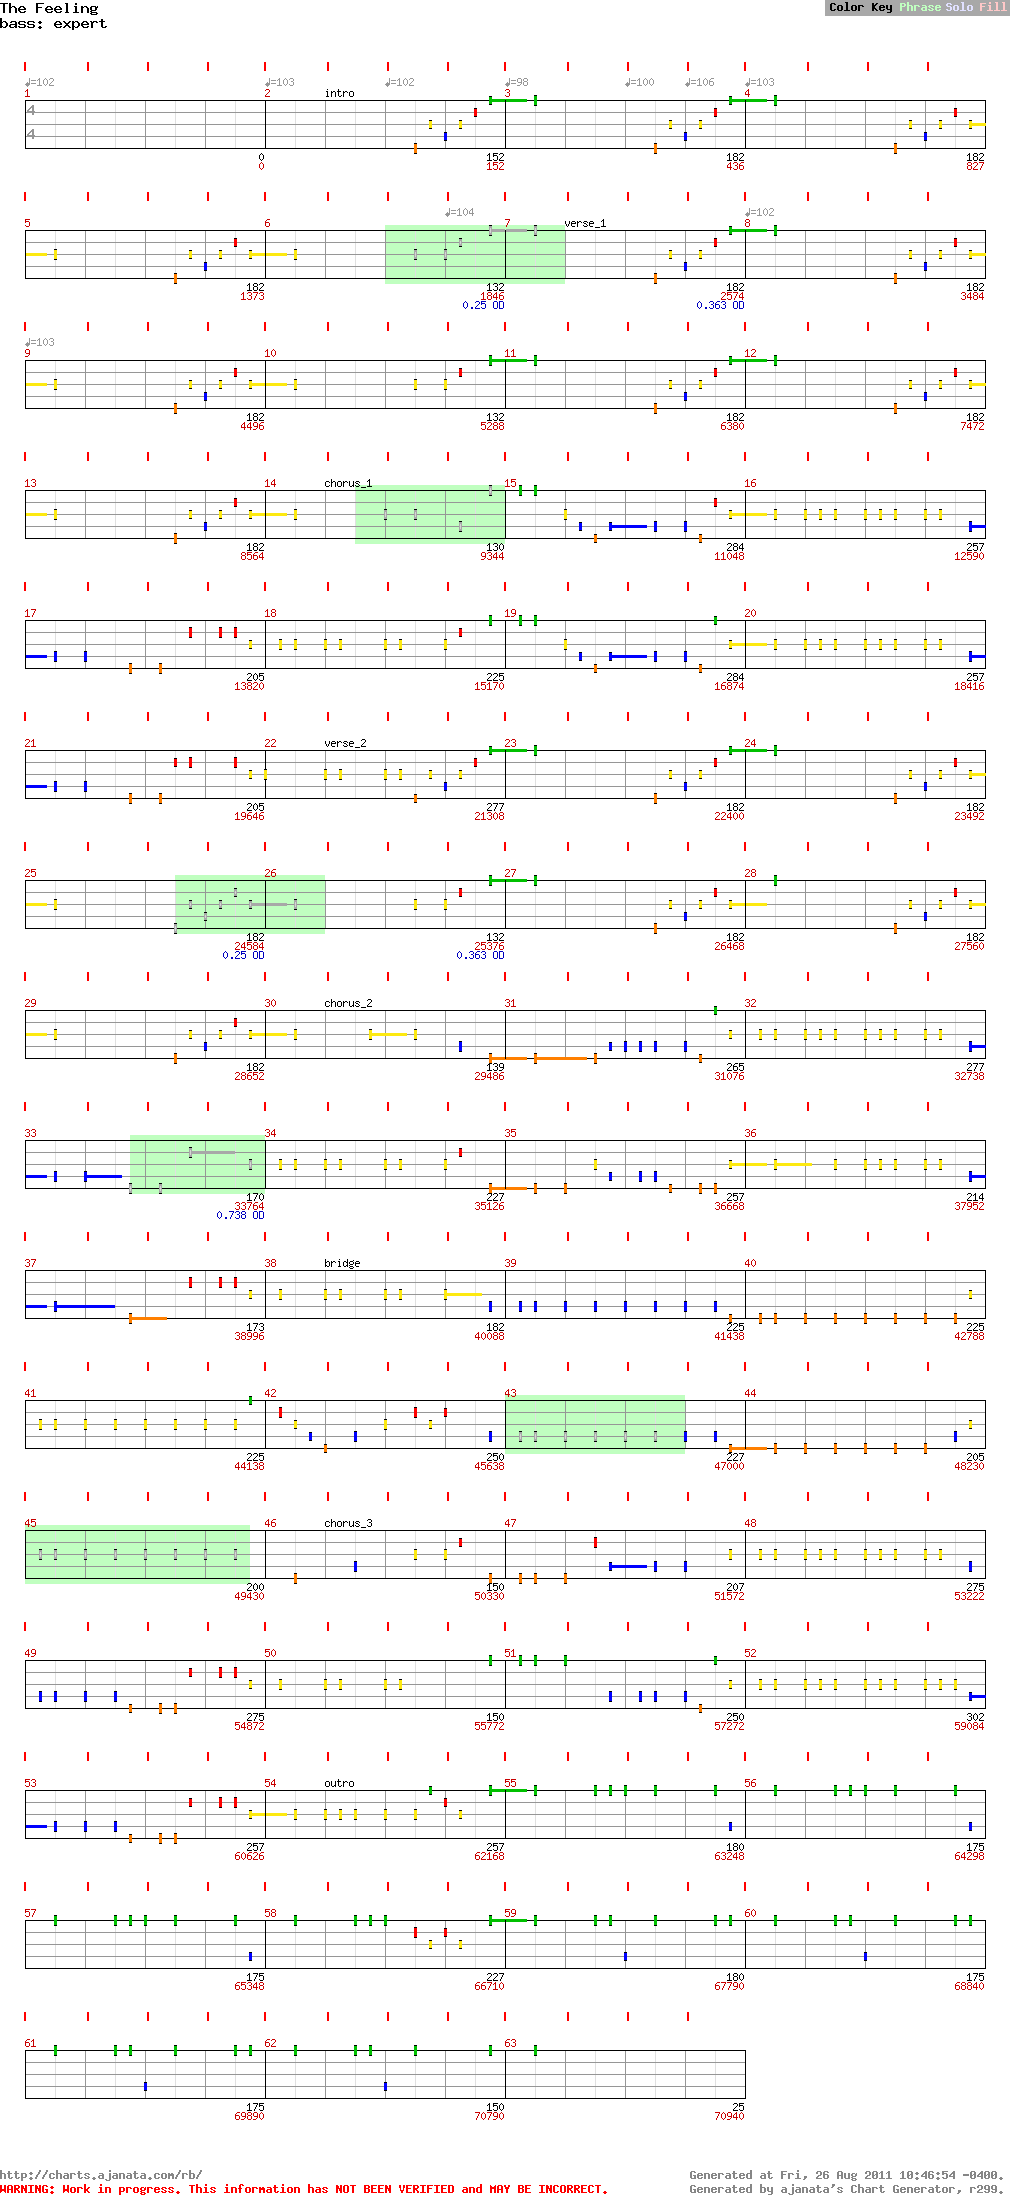 The Feeling
bass: expert
Color Key Phrase Solo Fill
♩=102 ♩=103 ♩=102 ♩=98 ♩=100 ♩=106 ♩=103
1 2 intro 3 4
4
4
0 152 182 182
0 152 436 827
♩=104 ♩=102
5 6 7 verse_1 8
182 132 182 182
1373 1846 2574 3484
0.25 OD 0.363 OD
♩=103
9 10 11 12
182 132 182 182
4496 5288 6380 7472
13 14 chorus_1 15 16
182 130 284 257
8564 9344 11048 12590
17 18 19 20
205 225 284 257
13820 15170 16874 18416
21 22 verse_2 23 24
205 277 182 182
19646 21308 22400 23492
25 26 27 28
182 132 182 182
24584 25376 26468 27560
0.25 OD 0.363 OD
29 30 chorus_2 31 32
182 139 265 277
28652 29486 31076 32738
33 34 35 36
170 227 257 214
33764 35126 36668 37952
0.738 OD
37 38 bridge 39 40
173 182 225 225
38996 40088 41438 42788
41 42 43 44
225 250 227 205
44138 45638 47000 48230
45 46 chorus_3 47 48
200 150 207 275
49430 50330 51572 53222
49 50 51 52
275 150 250 302
54872 55772 57272 59084
53 54 outro 55 56
257 257 180 175
60626 62168 63248 64298
57 58 59 60
175 227 180 175
65348 66710 67790 68840
61 62 63
175 150 25
69890 70790 70940
http://charts.ajanata.com/rb/
Generated at Fri, 26 Aug 2011 10:46:54 -0400.
WARNING: Work in progress. This information has NOT BEEN VERIFIED and MAY BE INCORRECT.
Generated by ajanata's Chart Generator, r299.